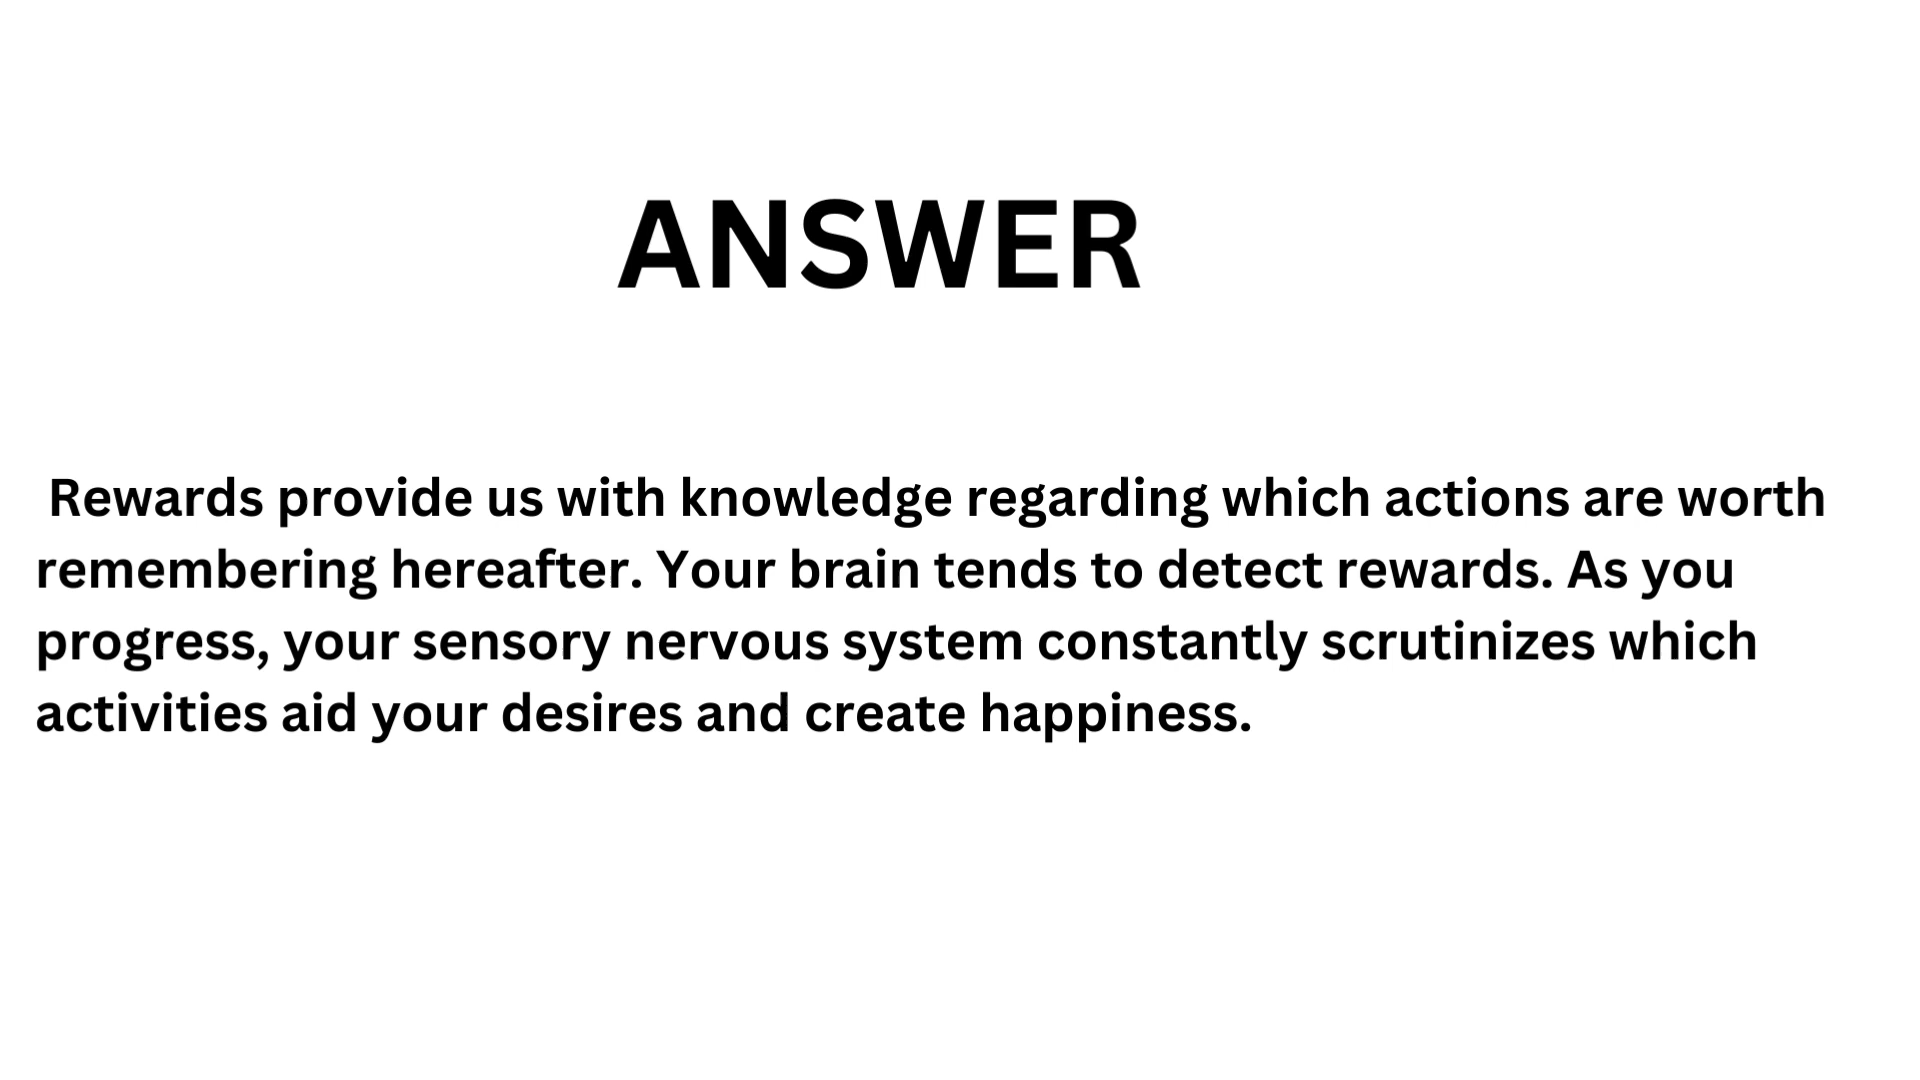 ANSWER
Rewards provide us with knowledge regarding which actions are worth
remembering hereafter. Your brain tends to detect rewards. As you
progress, your sensory nervous system constantly scrutinizes which
activities aid your desires and create happiness.